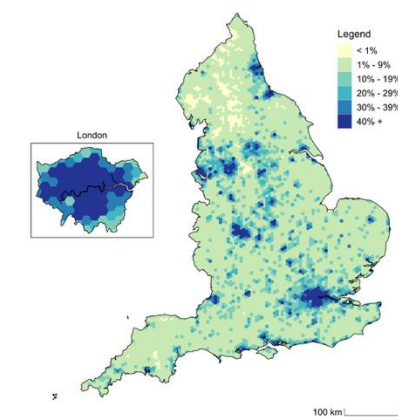 Legend
< 1%
1% - 9%
10% - 19%
20% - 29%
30% - 39%
40% +
London
100 km